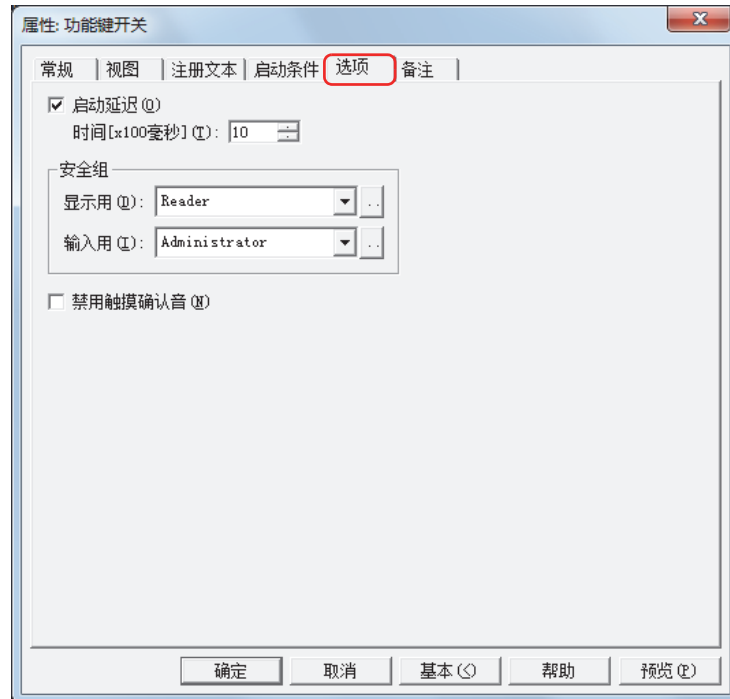 属性: 功能键开关
常规 视图 注册文本 启动条件 选项 备注
启动延迟(O)
时间[x100毫秒](T): 10
安全组
显示用(D): Reader ..
输入用(I): Administrator ..
禁用触摸确认音(N)
确定 取消 基本(<) 帮助 预览(P)